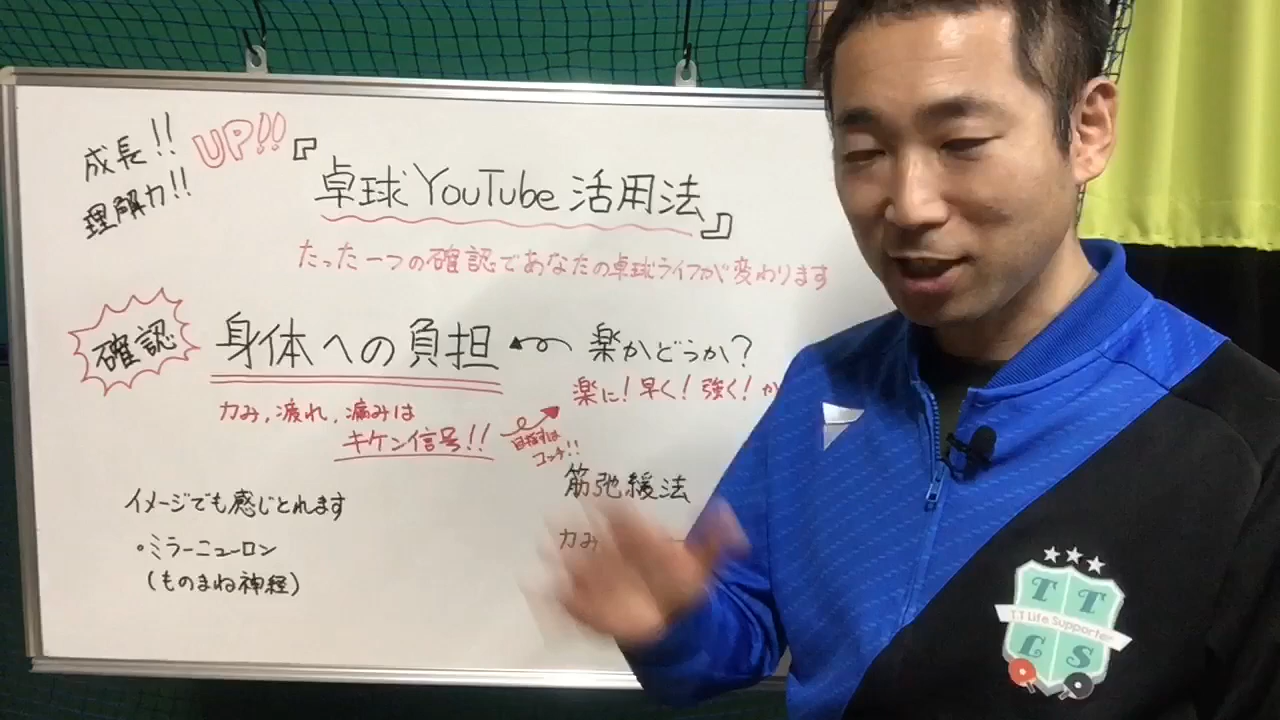 成長!! UP!!
理解力!!
『卓球YouTube活用法』
たった一つの確認であなたの卓球ライフが変わります
確認 身体への負担 楽かどうか?
楽に!早く!強く!か
力み,疲れ,痛みは
キケン信号!!
目指すは
コッチ!!
筋弛緩法
力み
イメージでも感じとれます
・ミラーニューロン
(ものまね神経)
T T
T.T Life Supporter
L S